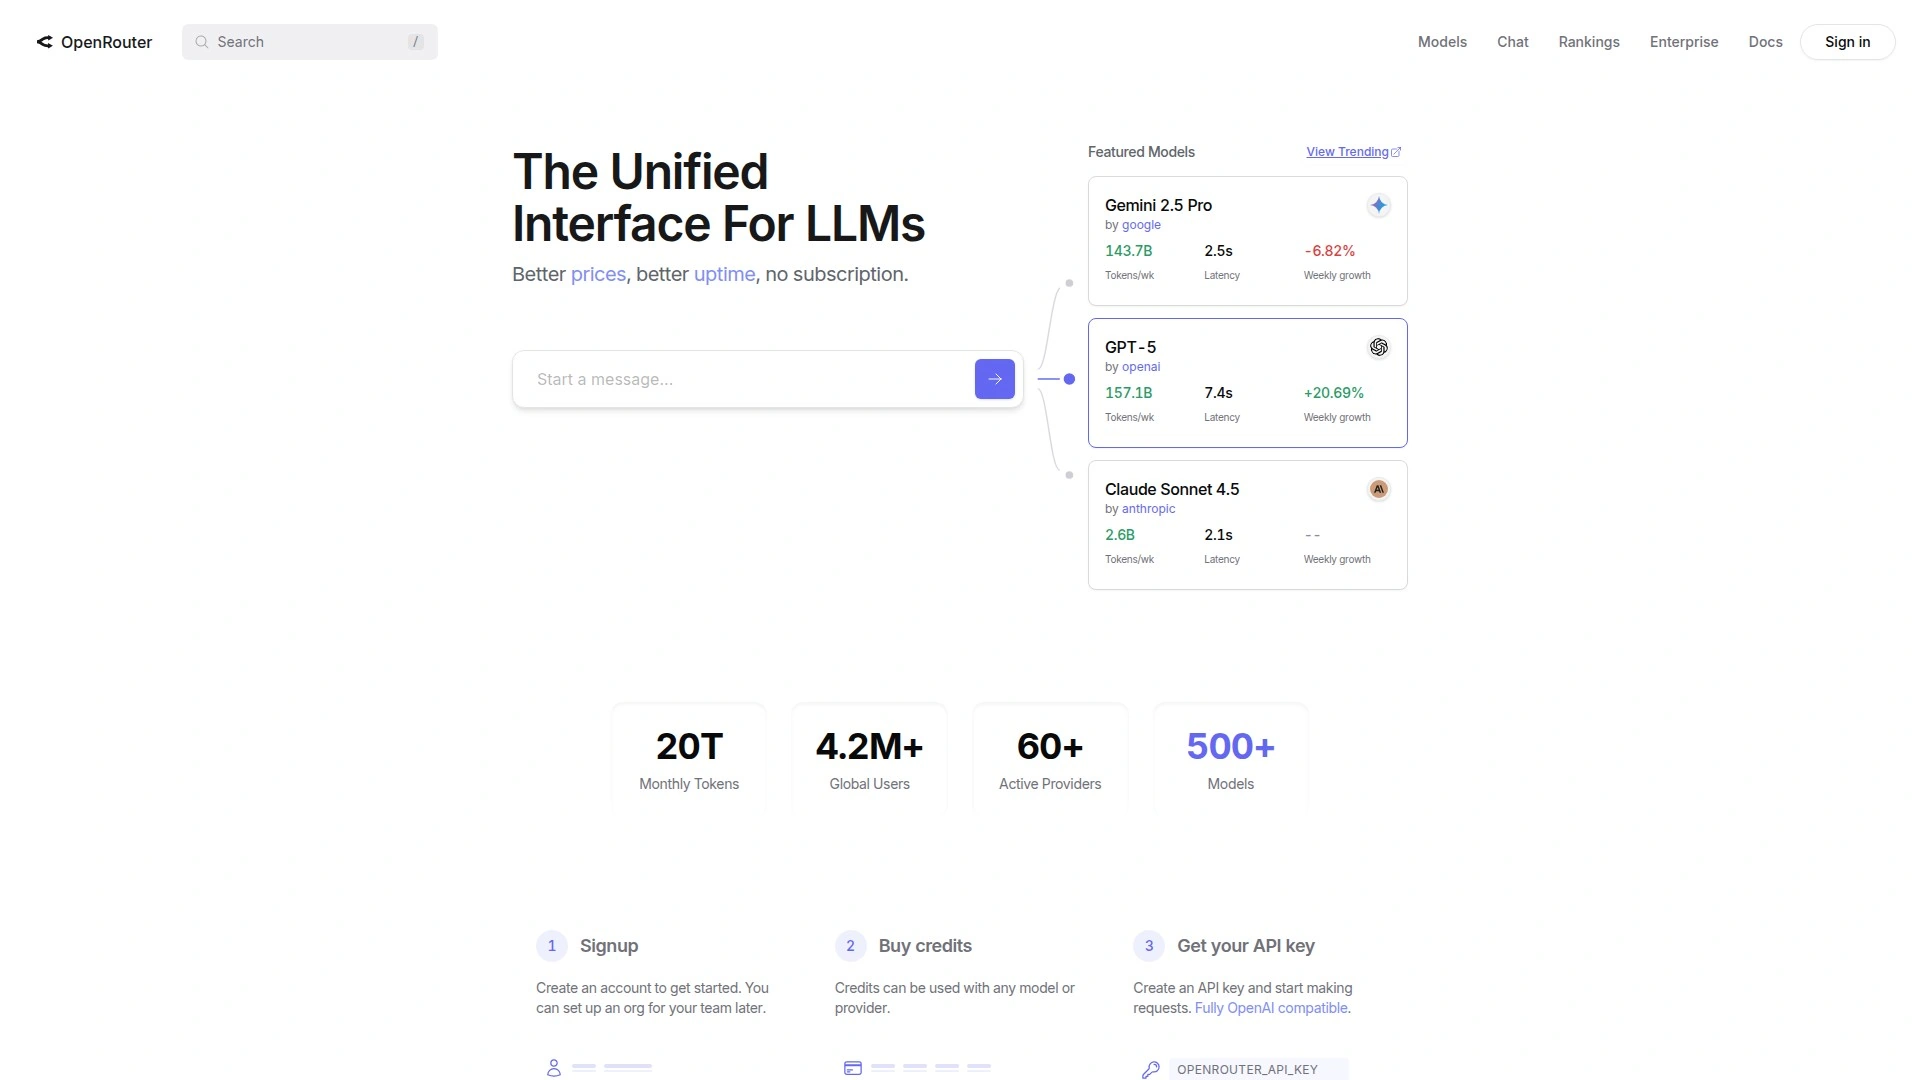 OpenRouter
Search
/
Models
Chat
Rankings
Enterprise
Docs
Sign in
The Unified
Interface For LLMs
Better prices, better uptime, no subscription.
Start a message...
Featured Models
View Trending
Gemini 2.5 Pro
by google
143.7B
2.5s
-6.82%
Tokens/wk
Latency
Weekly growth
GPT-5
by openai
157.1B
7.4s
+20.69%
Tokens/wk
Latency
Weekly growth
Claude Sonnet 4.5
by anthropic
2.6B
2.1s
--
Tokens/wk
Latency
Weekly growth
20T
Monthly Tokens
4.2M+
Global Users
60+
Active Providers
500+
Models
1
Signup
Create an account to get started. You
can set up an org for your team later.
2
Buy credits
Credits can be used with any model or
provider.
3
Get your API key
Create an API key and start making
requests. Fully OpenAI compatible.
OPENROUTER_API_KEY